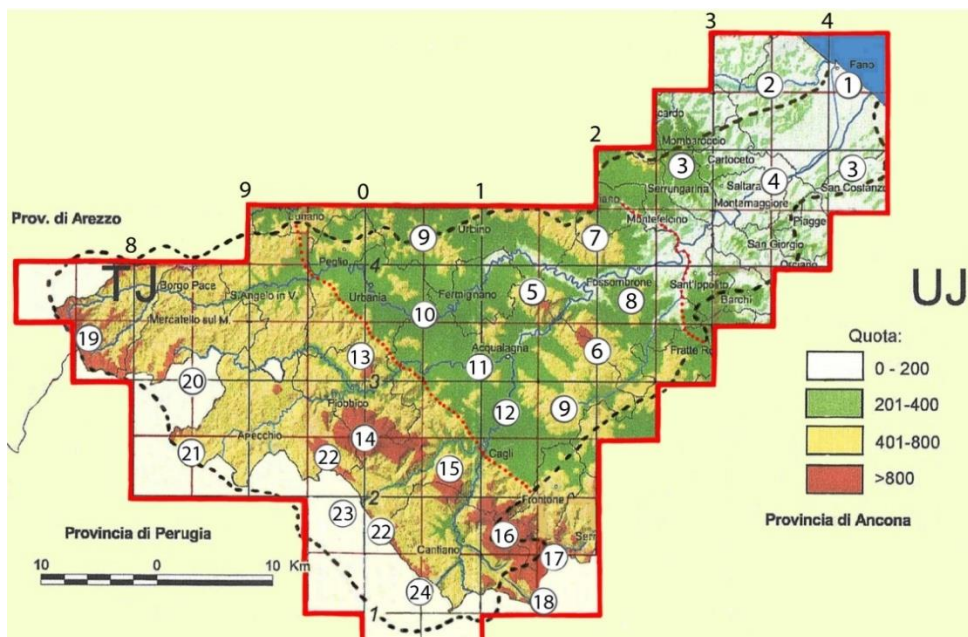 3 4
Fano
2 1
cardo
Mombaroccio
2
3 Cartoceto
4 3
Serrungarina Saltara
San Costanzo
9 0 1
Montemaggiore
Prov. di Arezzo
Lunano
Urbino
Montefelcino
Piagge
9 7
San Giorgio
8
Peglio 4
Orciano
TJ UJ
Borgo Pace
S. Angelo in V.
Urbania
Fermignano
5
Fossombrone
Sant'Ippolito
8
Barchi
10
Mercatello sul M.
Quota:
19
Acqualagna
6
Fratte Ro
13 11
0 - 200
20
3
Piobbico
12 9
201-400
Apecchio
14
401-800
21 22 15
Cagli
>800
2
Frontone
23 22
16
Provincia di Perugia
Provincia di Ancona
Cantiano
Ser
17
10 0 10 Km
24 18
1